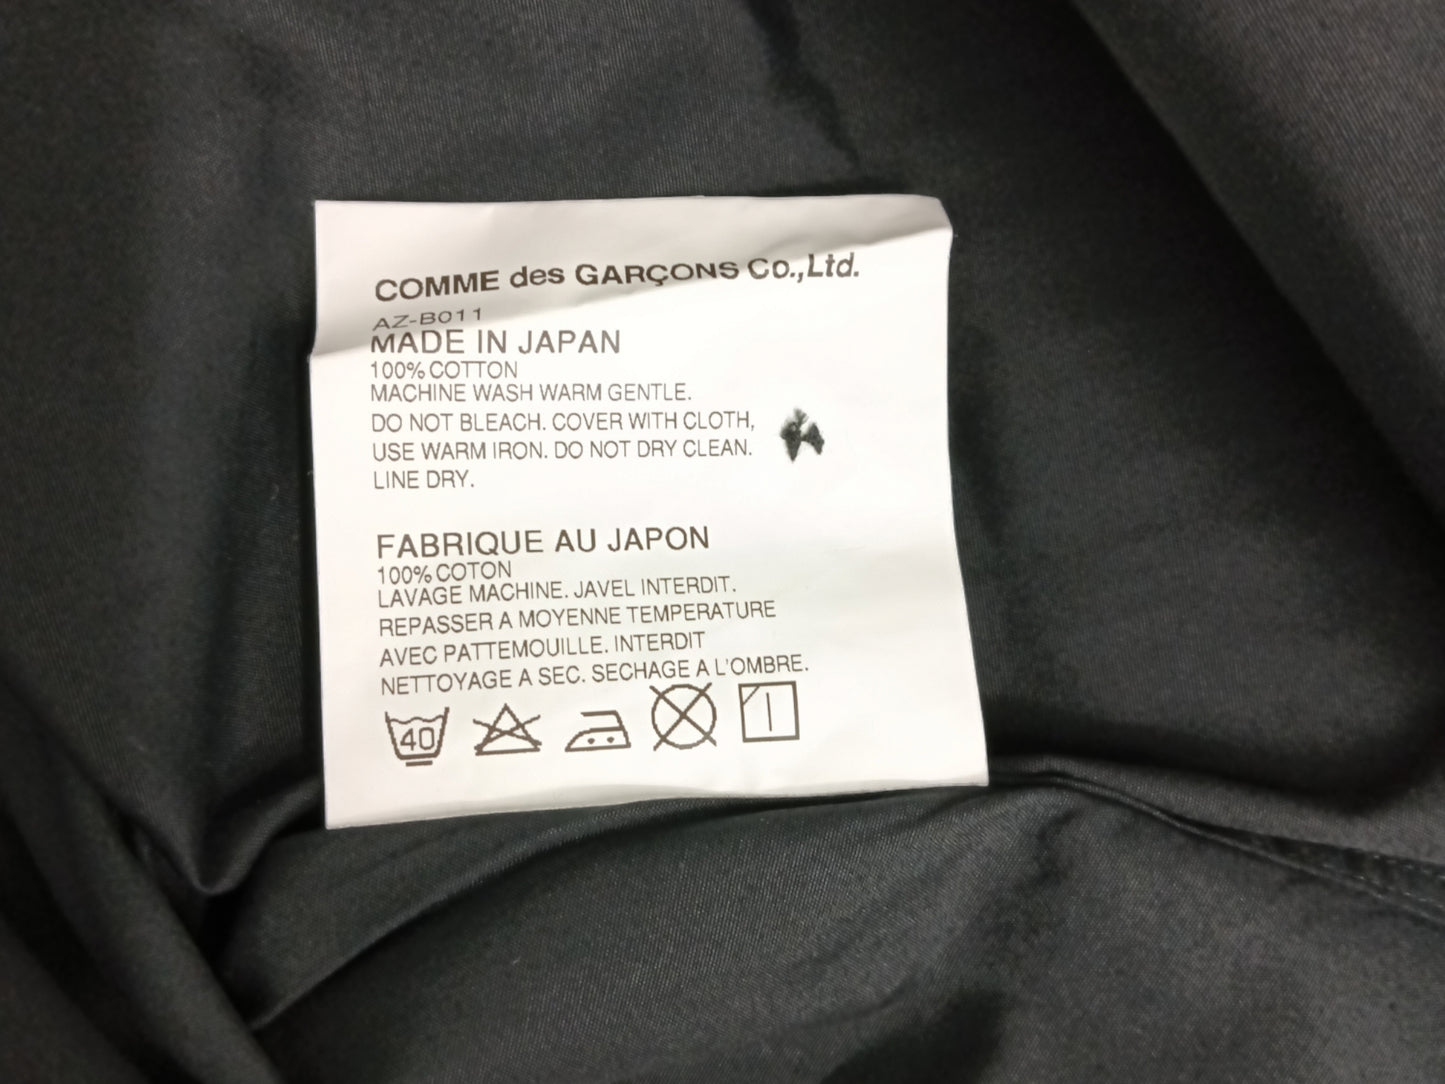 COMME des GARÇONS Co.,Ltd.
AZ-B011
MADE IN JAPAN
100% COTTON
MACHINE WASH WARM GENTLE.
DO NOT BLEACH. COVER WITH CLOTH,
USE WARM IRON. DO NOT DRY CLEAN.
LINE DRY.
FABRIQUE AU JAPON
100% COTON
LAVAGE MACHINE. JAVEL INTERDIT.
REPASSER A MOYENNE TEMPERATURE
AVEC PATTEMOUILLE. INTERDIT
NETTOYAGE A SEC. SECHAGE A L'OMBRE.
40